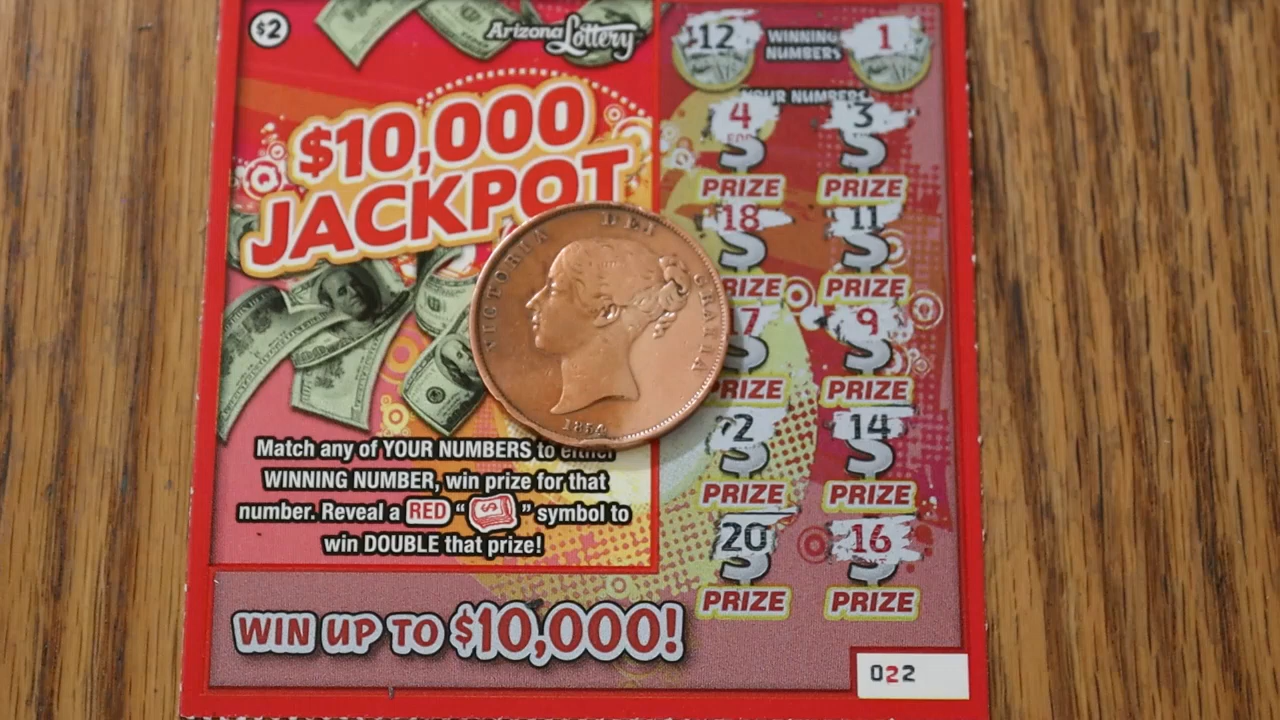 $2
Arizona Lottery
$10,000
JACKPOT
Match any of YOUR NUMBERS to either
WINNING NUMBER, win prize for that
number. Reveal a RED “ $ ” symbol to
win DOUBLE that prize!
WIN UP TO $10,000!
12 WINNING NUMBERS 1
YOUR NUMBERS
4 3
PRIZE PRIZE
18 11
PRIZE PRIZE
9
PRIZE PRIZE
2 14
PRIZE PRIZE
20 16
PRIZE PRIZE
022
VICTORIA DEI GRATIA
1854